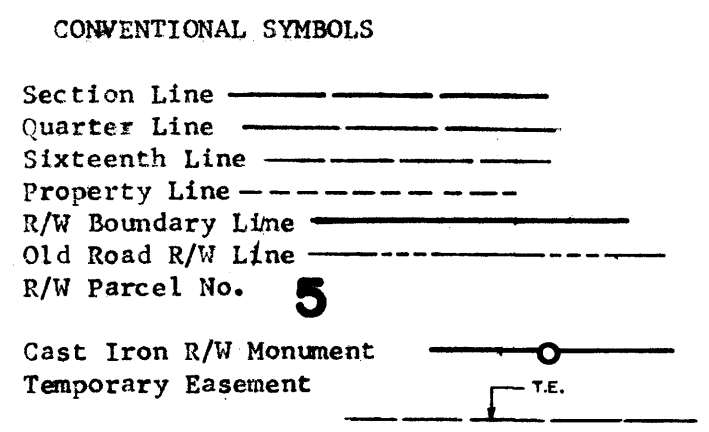 CONVENTIONAL SYMBOLS
Section Line
Quarter Line
Sixteenth Line
Property Line
R/W Boundary Line
Old Road R/W Line
R/W Parcel No. 5
Cast Iron R/W Monument
Temporary Easement T.E.